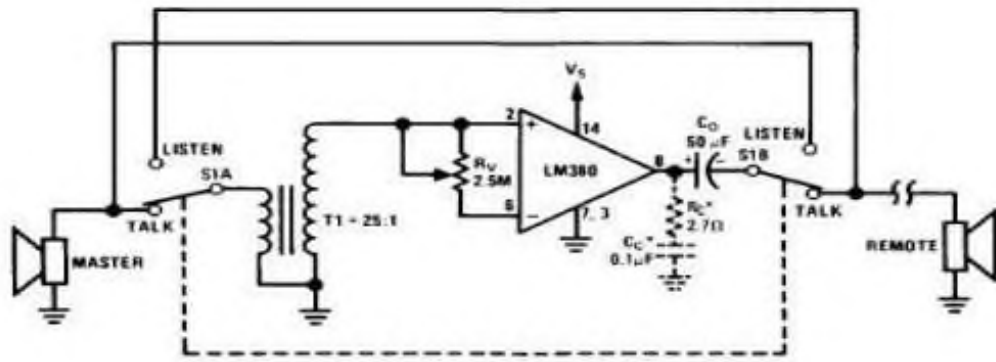 LISTEN
S1A
TALK
MASTER
T1 - 25:1
RV
2.5M
2
+
6
-
VS
14
LM380
7, 3
8
CO
50 µF
+
-
RC*
2.7Ω
CC*
0.1µF
S1B
LISTEN
TALK
REMOTE